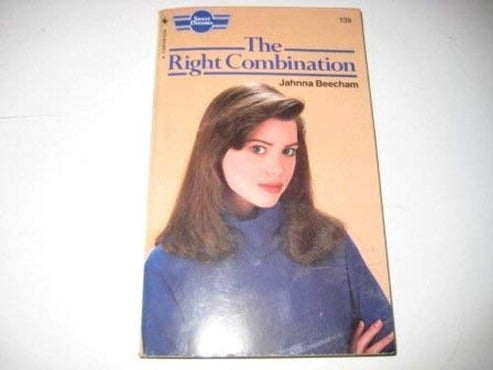 Sweet
Dreams
139
The
Right Combination
Jahnna Beecham